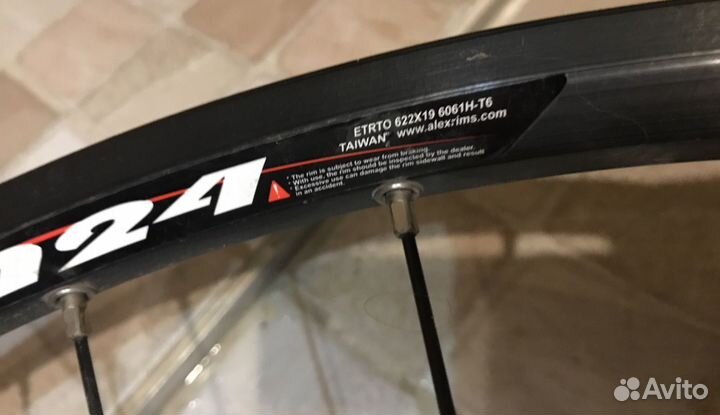 ETRTO 622X19 6061H-T6
TAIWAN www.alexrims.com
* The rim is subject to wear from braking.
* With use, the rim should be inspected by the dealer.
* Excessive use can damage the rim sidewall and result
in an accident.
24
Avito